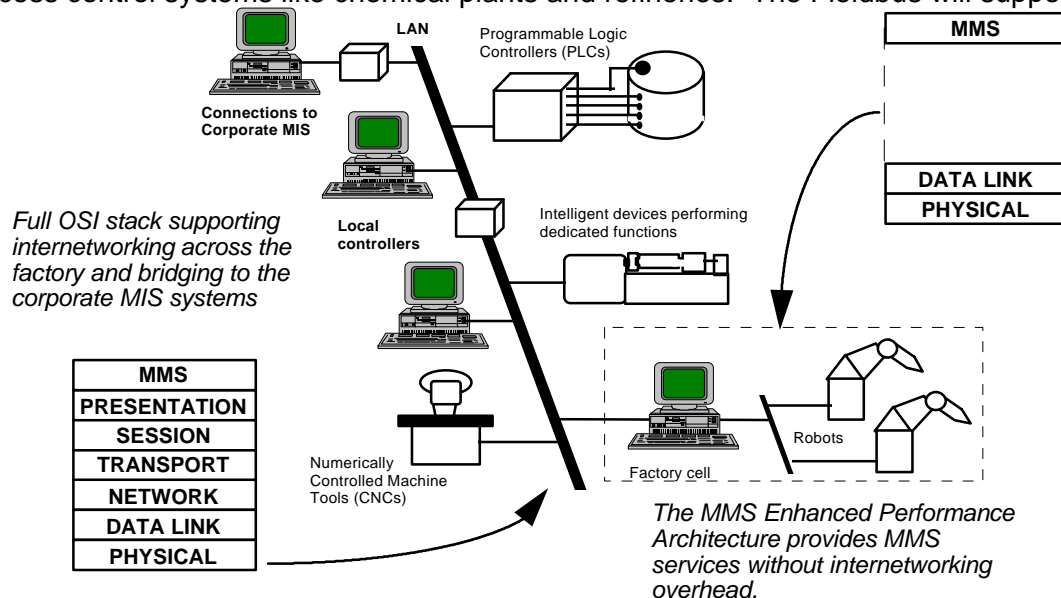 LAN
Programmable Logic
Controllers (PLCs)
MMS
Connections to
Corporate MIS
DATA LINK
PHYSICAL
Full OSI stack supporting
internetworking across the
factory and bridging to the
corporate MIS systems
Local
controllers
Intelligent devices performing
dedicated functions
MMS
PRESENTATION
SESSION
TRANSPORT
NETWORK
DATA LINK
PHYSICAL
Numerically
Controlled Machine
Tools (CNCs)
Factory cell
Robots
The MMS Enhanced Performance
Architecture provides MMS
services without internetworking
overhead.